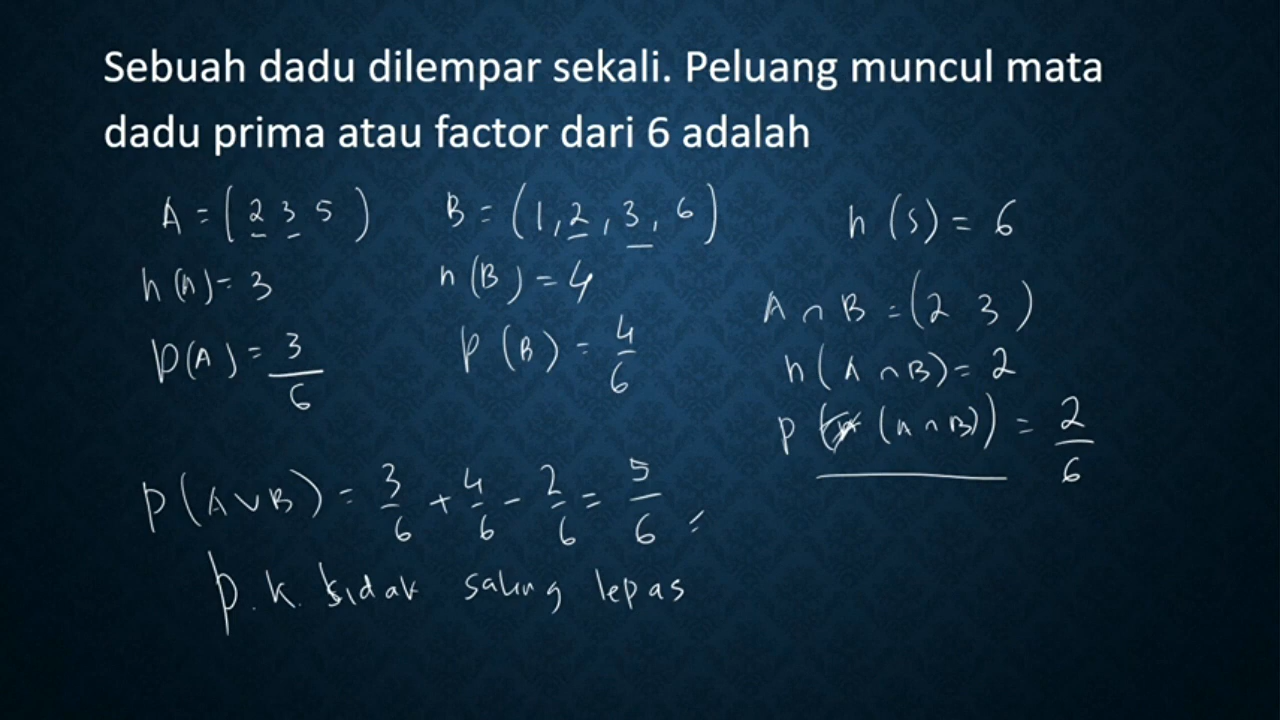 Sebuah dadu dilempar sekali. Peluang muncul mata
dadu prima atau factor dari 6 adalah
A = (2 3 5)
n(A) = 3
P(A) = 3/6
B = (1, 2, 3, 6)
n(B) = 4
P(B) = 4/6
n(S) = 6
A ∩ B = (2 3)
n(A ∩ B) = 2
P((A ∩ B)) = 2/6
P(A ∪ B) = 3/6 + 4/6 - 2/6 = 5/6
p.k. tidak saling lepas